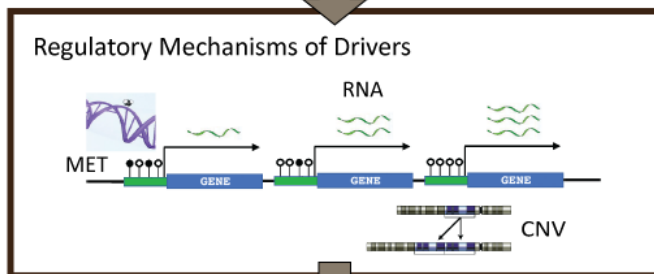 Regulatory Mechanisms of Drivers
RNA
MET
GENE
GENE
GENE
CNV